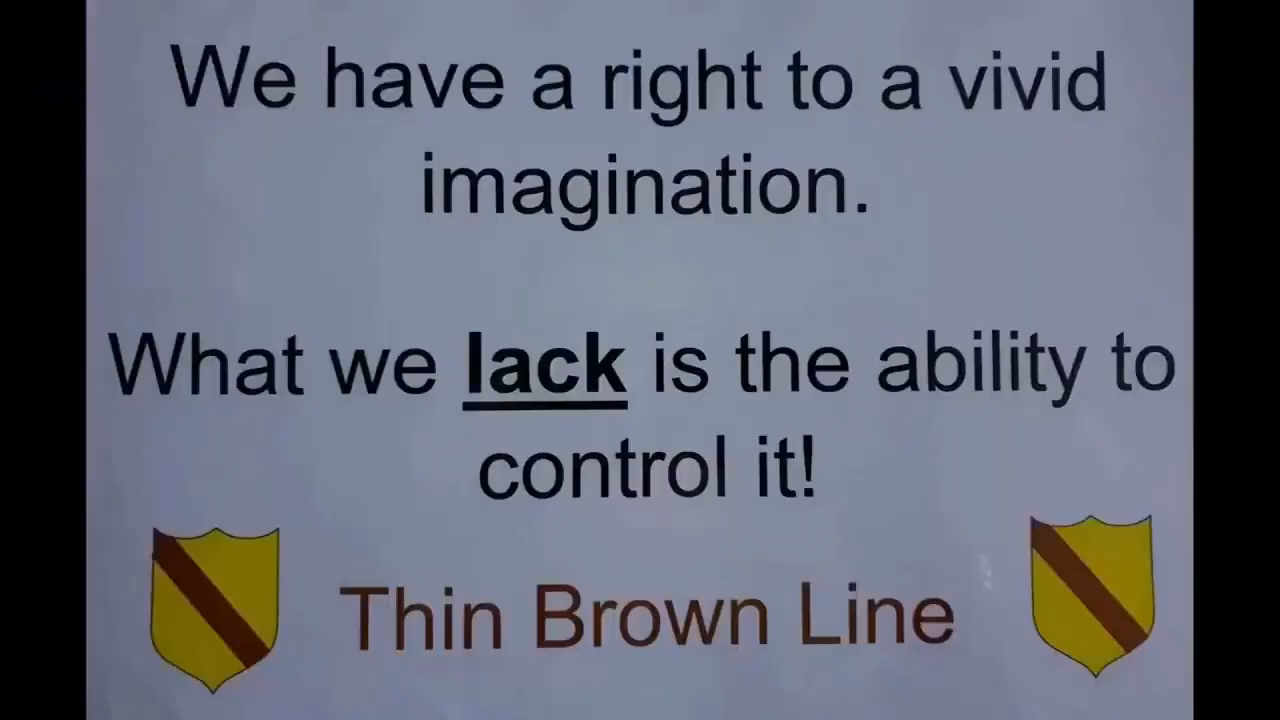 We have a right to a vivid
imagination.
What we lack is the ability to
control it!
Thin Brown Line